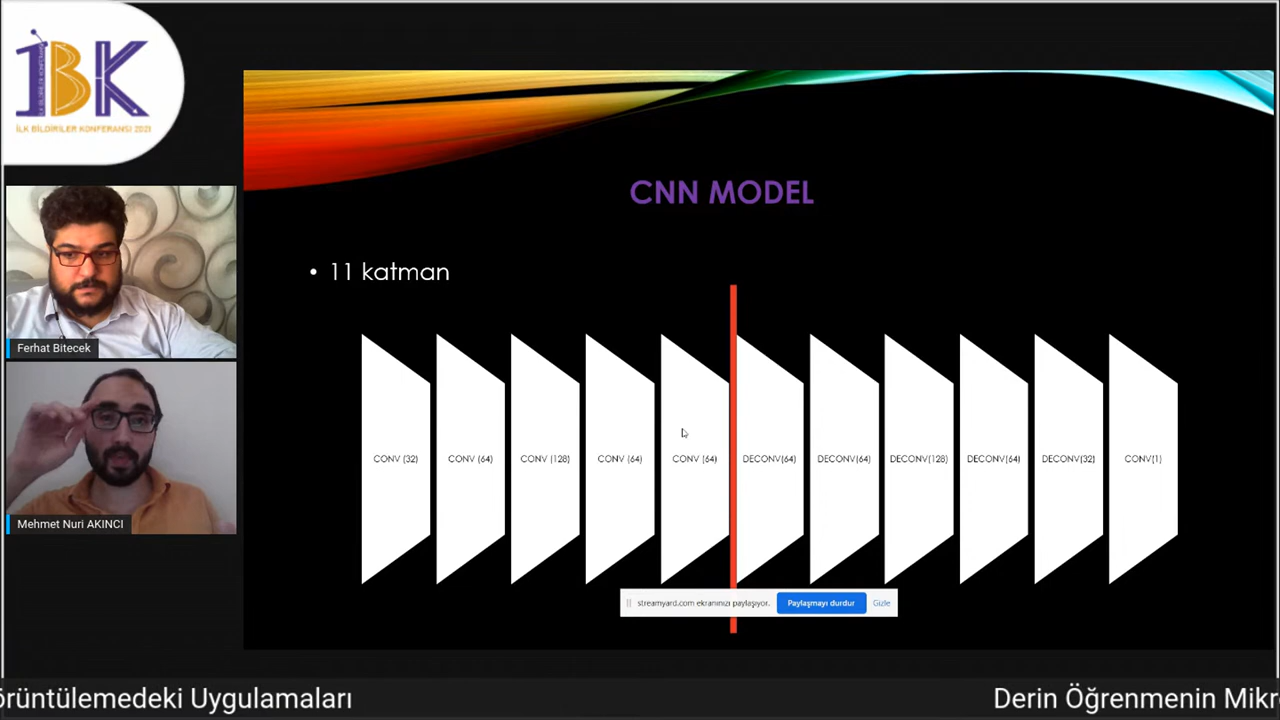 1BK
İLK BİLDİRİLER KONFERANSI 2023
CNN MODEL
• 11 katman
CONV (32)
CONV (64)
CONV (128)
CONV (64)
CONV (64)
DECONV(64)
DECONV(64)
DECONV(128)
DECONV(64)
DECONV(32)
CONV(1)
Ferhat Bitecek
Mehmet Nuri AKINCI
streamyard.com ekranınızı paylaşıyor.
Paylaşmayı durdur
Gizle
örüntülemedeki Uygulamaları
Derin Öğrenmenin Mikr